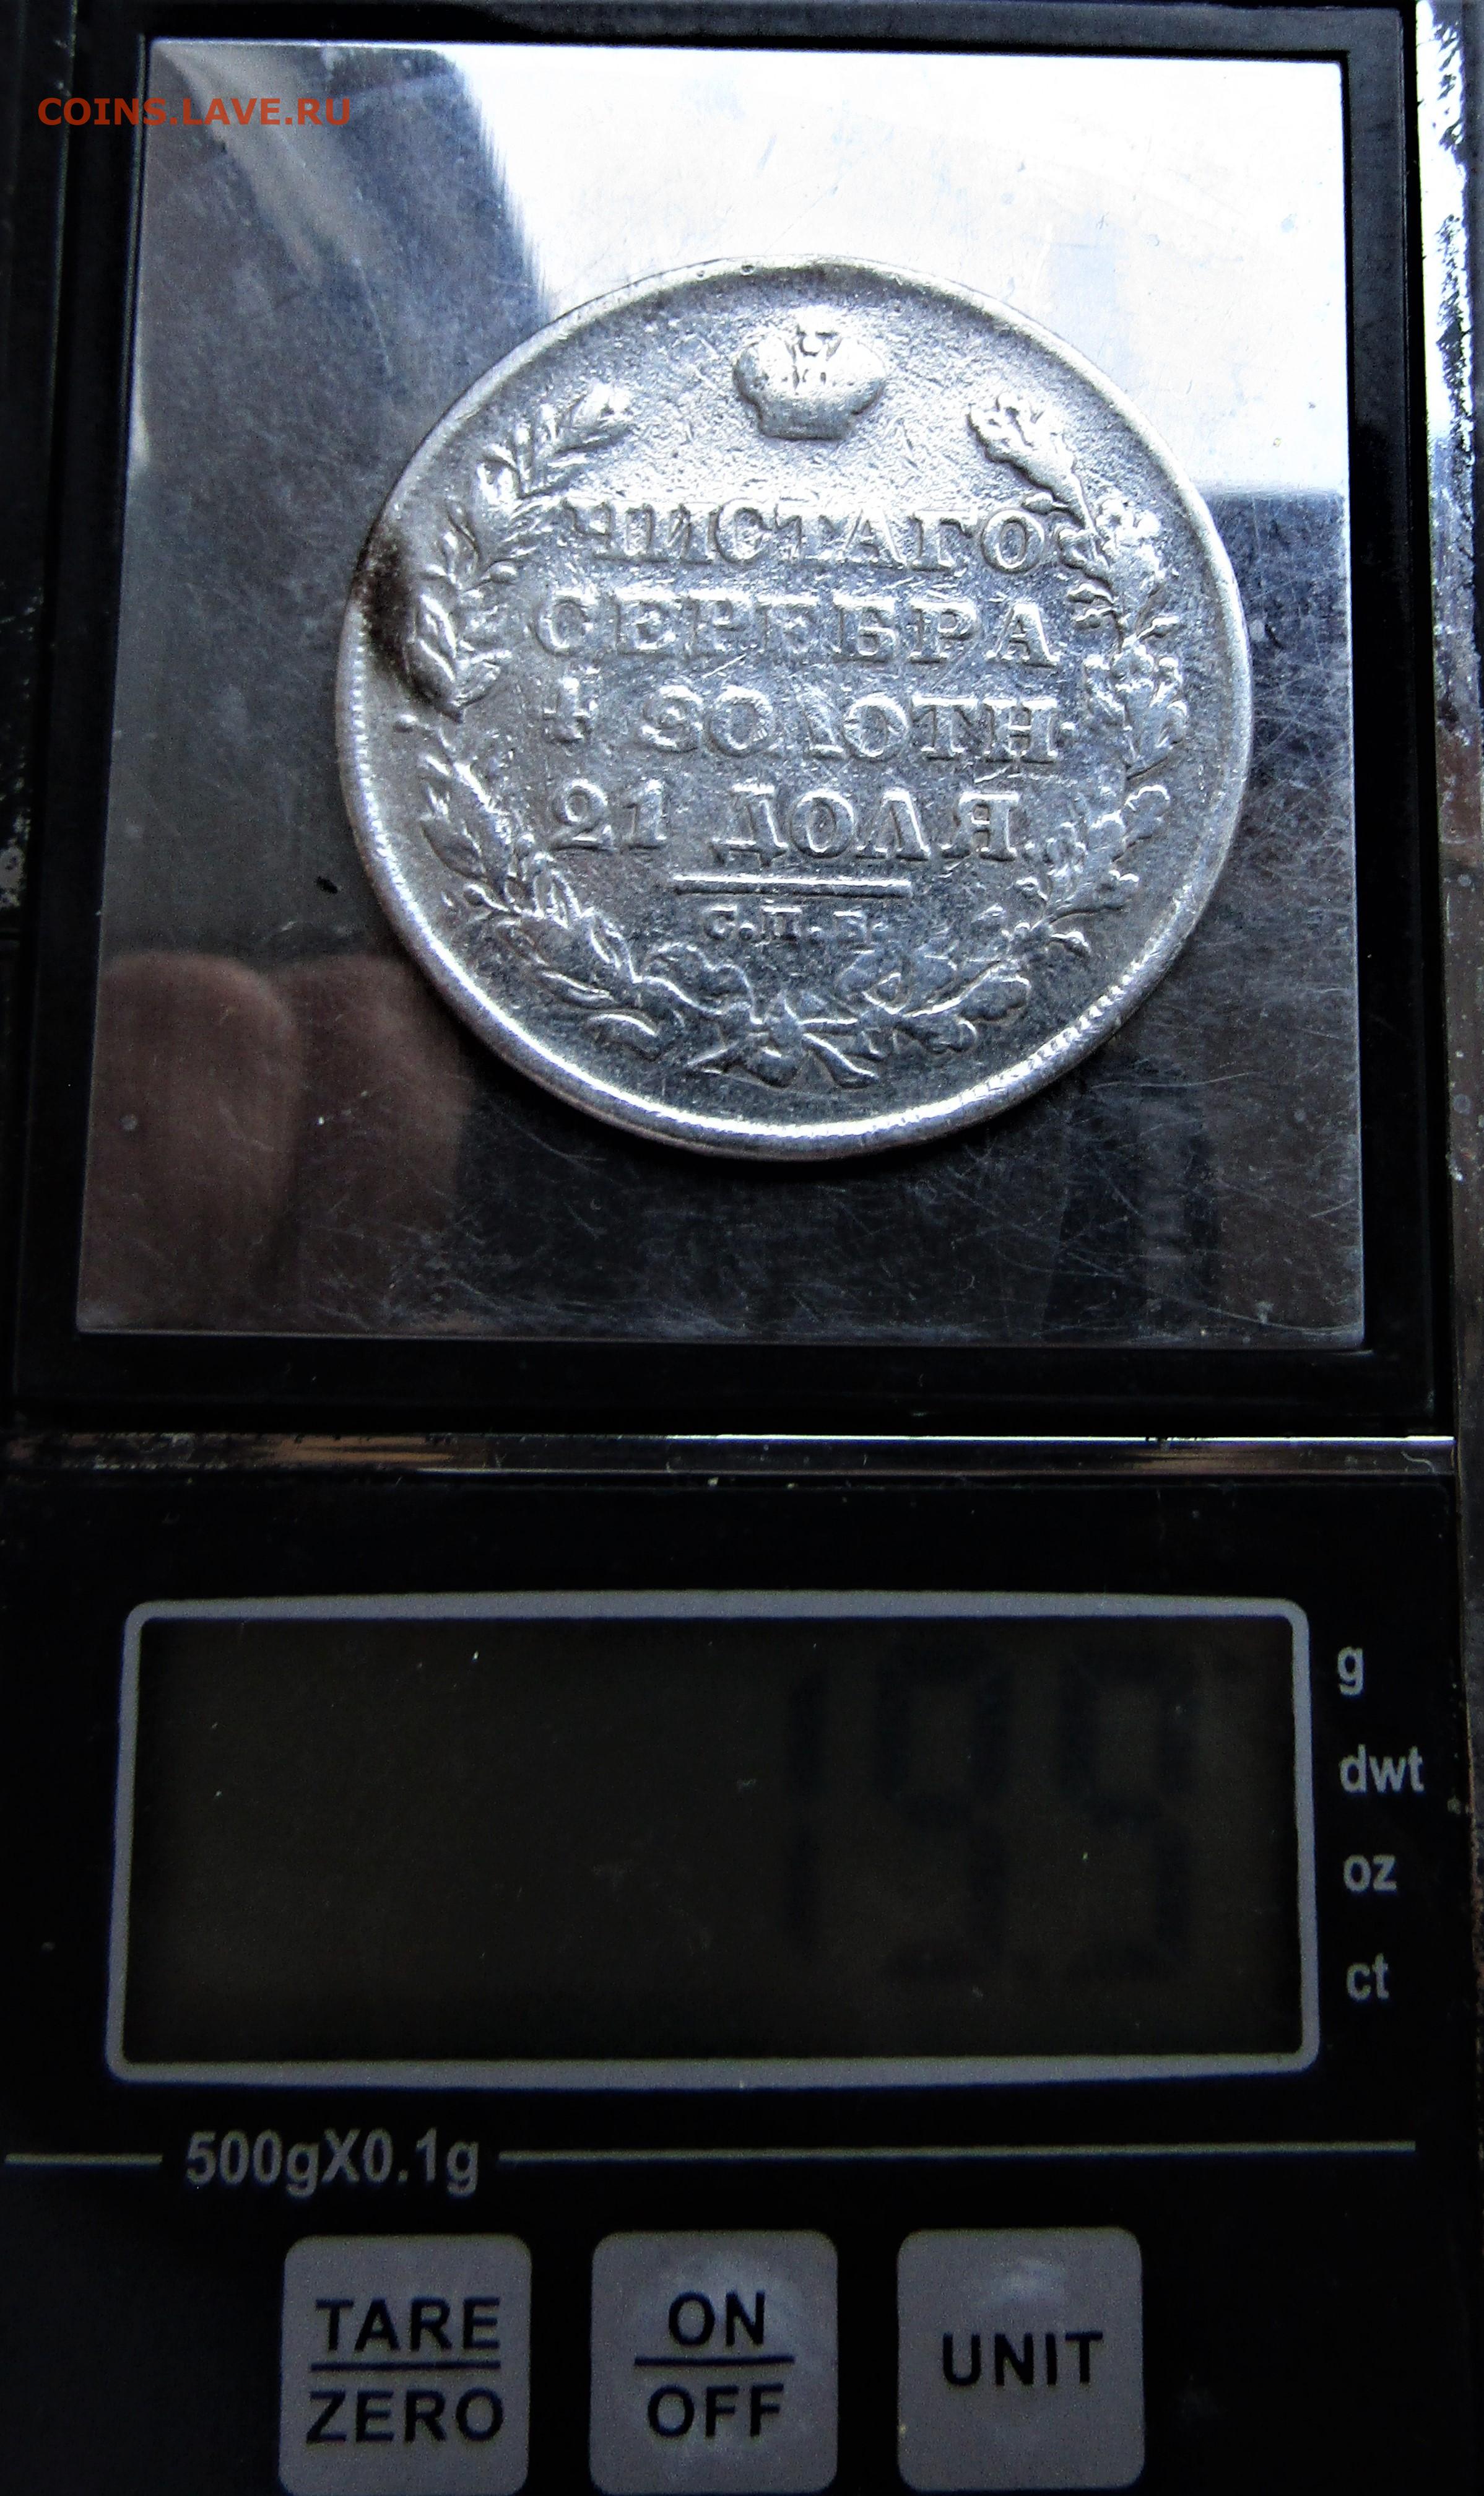 COINS.LAVE.RU
ЧИСТАГО
СЕРЕБРА
4 ЗОЛОТН.
21 ДОЛЯ
С.П.Б.
199
g
dwt
oz
ct
500gX0.1g
TARE
ZERO
ON
OFF
UNIT